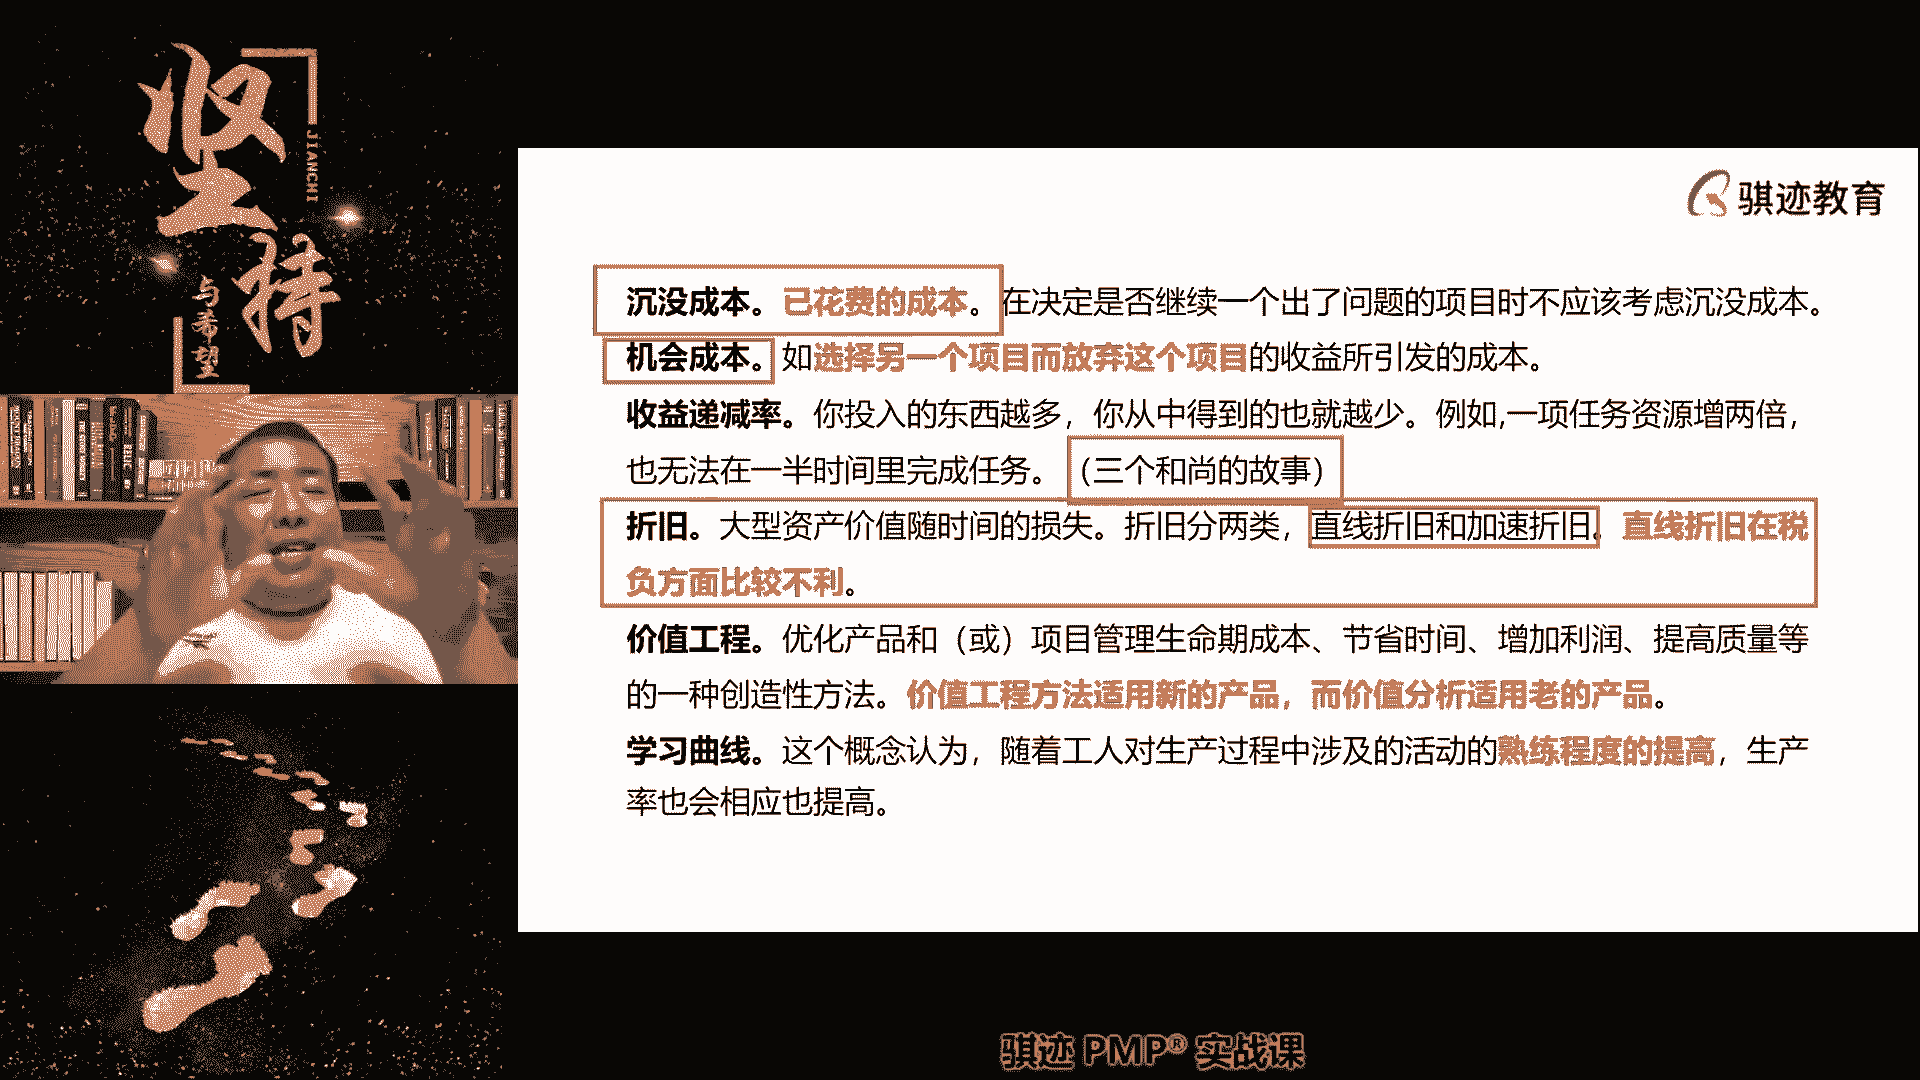 坚持
JIANCHI
与希望
骐迹教育
沉没成本。已花费的成本。在决定是否继续一个出了问题的项目时不应该考虑沉没成本。
机会成本。如选择另一个项目而放弃这个项目的收益所引发的成本。
收益递减率。你投入的东西越多，你从中得到的也就越少。例如,一项任务资源增两倍，
也无法在一半时间里完成任务。（三个和尚的故事）
折旧。大型资产价值随时间的损失。折旧分两类，直线折旧和加速折旧。直线折旧在税
负方面比较不利。
价值工程。优化产品和（或）项目管理生命期成本、节省时间、增加利润、提高质量等
的一种创造性方法。价值工程方法适用新的产品，而价值分析适用老的产品。
学习曲线。这个概念认为，随着工人对生产过程中涉及的活动的熟练程度的提高，生产
率也会相应也提高。
骐迹 PMP® 实战课